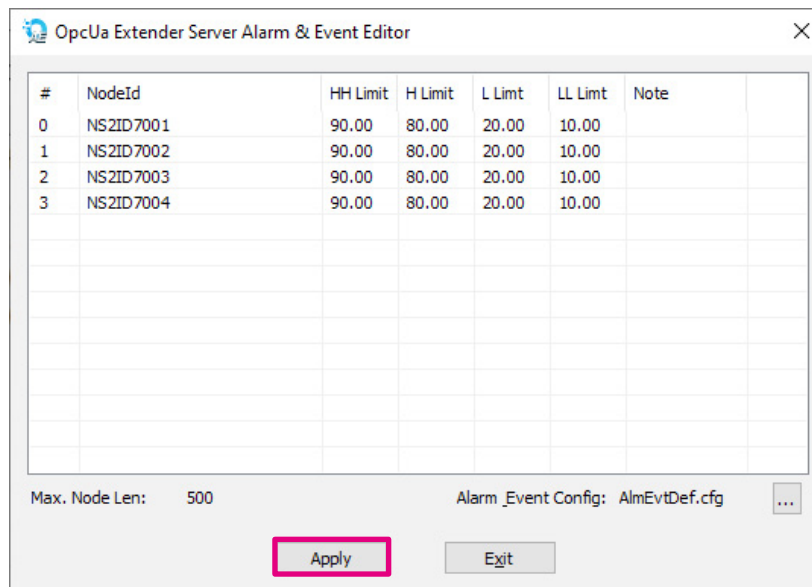 OpcUa Extender Server Alarm & Event Editor
# NodeId HH Limit H Limit L Limt LL Limt Note
0 NS2ID7001 90.00 80.00 20.00 10.00
1 NS2ID7002 90.00 80.00 20.00 10.00
2 NS2ID7003 90.00 80.00 20.00 10.00
3 NS2ID7004 90.00 80.00 20.00 10.00
Max. Node Len: 500 Alarm _Event Config: AlmEvtDef.cfg ...
Apply Exit